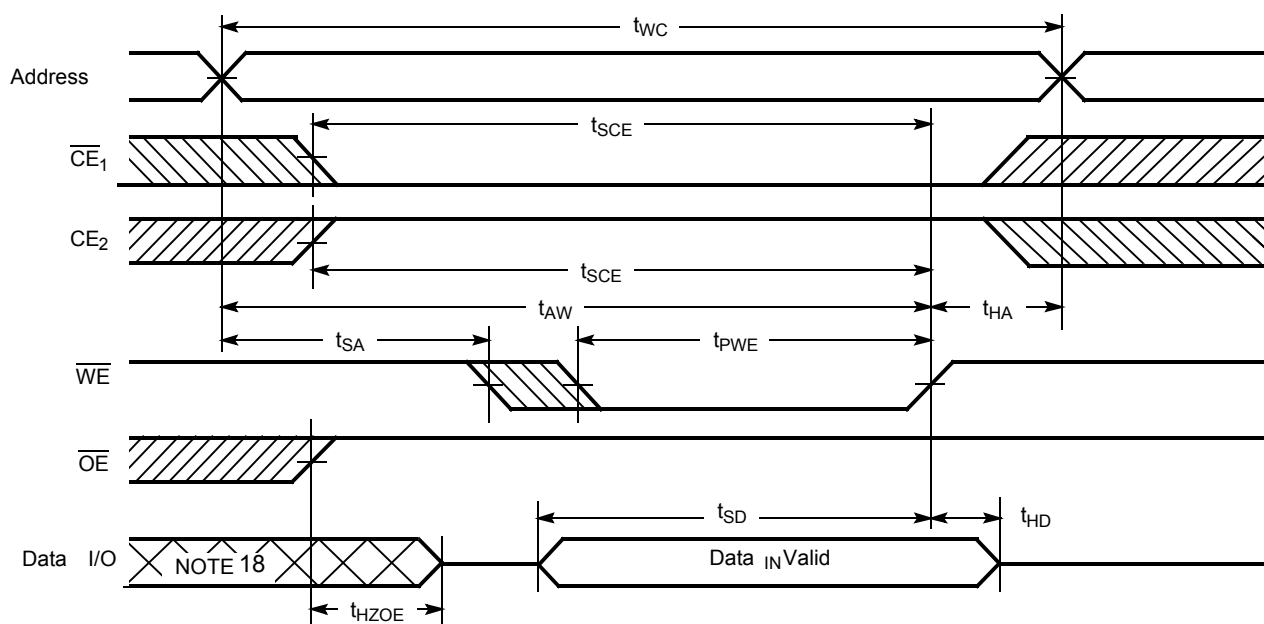 tWC
Address
tSCE
CE1
CE2
tSCE
tAW
tHA
tSA
tPWE
WE
OE
tSD
tHD
Data I/O
NOTE 18
Data IN Valid
tHZOE